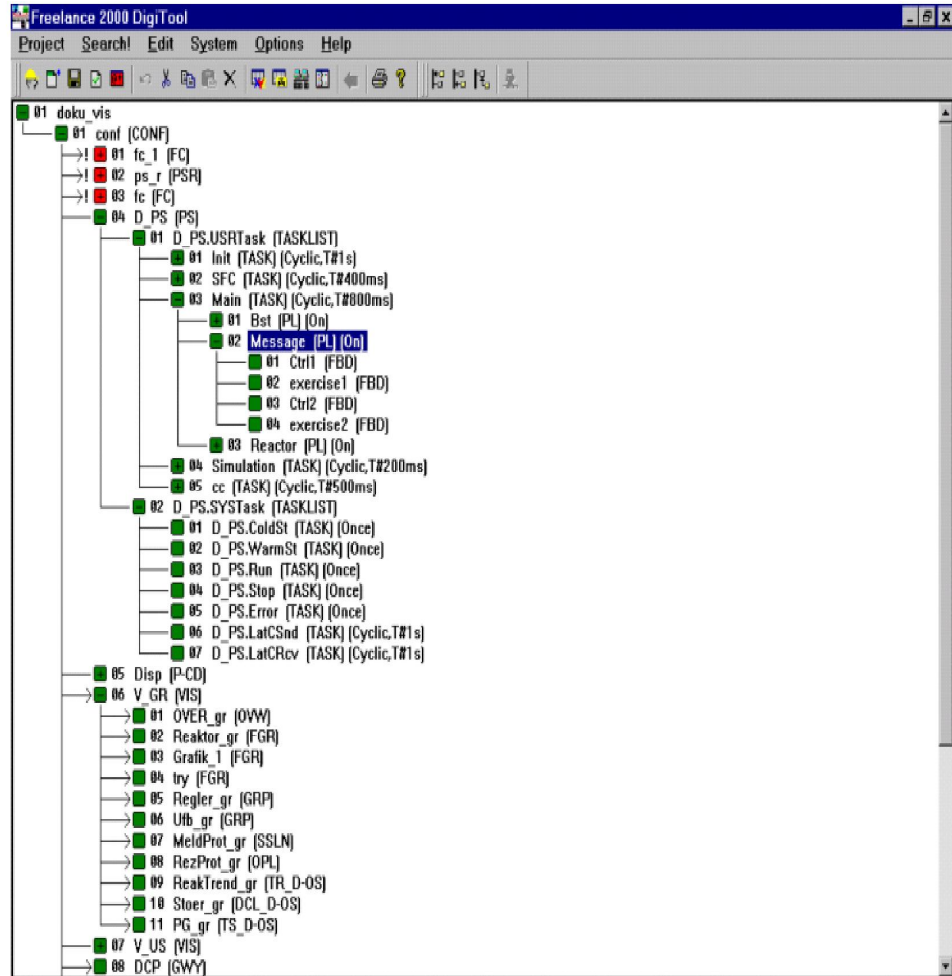 Freelance 2000 DigiTool
Project Search! Edit System Options Help
01 doku_vis
01 conf (CONF)
! 01 fc_1 (FC)
! 02 ps_r (PSR)
! 03 fc (FC)
04 D_PS (PS)
01 D_PS.USRTask (TASKLIST)
01 Init (TASK) (Cyclic,T#1s)
02 SFC (TASK) (Cyclic,T#400ms)
03 Main (TASK) (Cyclic,T#800ms)
01 Bst (PL) (On)
02 Message (PL) (On)
01 Ctrl1 (FBD)
02 exercise1 (FBD)
03 Ctrl2 (FBD)
04 exercise2 (FBD)
03 Reactor (PL) (On)
04 Simulation (TASK) (Cyclic,T#200ms)
05 cc (TASK) (Cyclic,T#500ms)
02 D_PS.SYSTask (TASKLIST)
01 D_PS.ColdSt (TASK) (Once)
02 D_PS.WarmSt (TASK) (Once)
03 D_PS.Run (TASK) (Once)
04 D_PS.Stop (TASK) (Once)
05 D_PS.Error (TASK) (Once)
06 D_PS.LatCSnd (TASK) (Cyclic,T#1s)
07 D_PS.LatCRcv (TASK) (Cyclic,T#1s)
05 Disp (P-CD)
06 V_GR (VIS)
01 OVER_gr (OVW)
02 Reaktor_gr (FGR)
03 Grafik_1 (FGR)
04 try (FGR)
05 Regler_gr (GRP)
06 Ufb_gr (GRP)
07 MeldProt_gr (SSLN)
08 RezProt_gr (OPL)
09 ReakTrend_gr (TR_D-OS)
10 Stoer_gr (DCL_D-OS)
11 PG_gr (TS_D-OS)
07 V_US (VIS)
08 DCP (GWY)